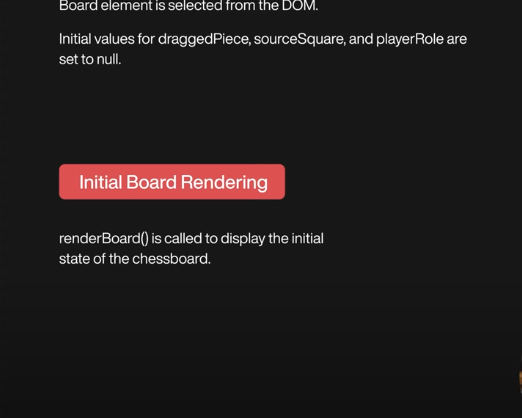 Board element is selected from the DOM.
Initial values for draggedPiece, sourceSquare, and playerRole are
set to null.
Initial Board Rendering
renderBoard() is called to display the initial
state of the chessboard.